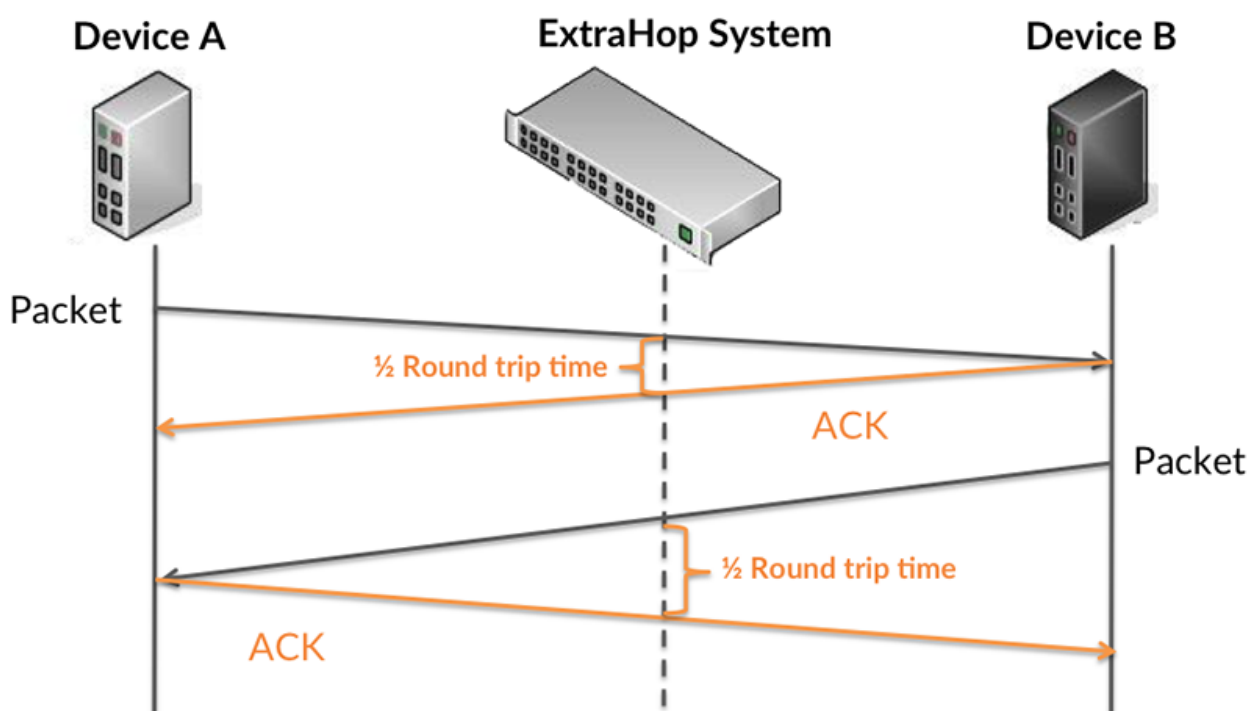 Device A
ExtraHop System
Device B
Packet
½ Round trip time
ACK
Packet
½ Round trip time
ACK